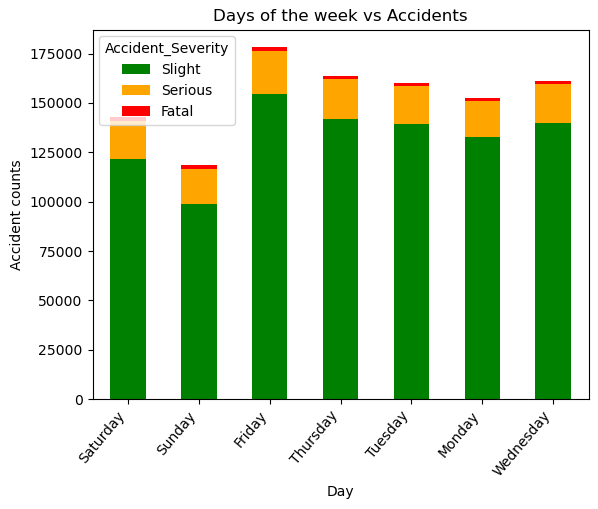 Days of the week vs Accidents
Accident_Severity
Slight
Serious
Fatal
Accident counts
175000
150000
125000
100000
75000
50000
25000
0
Saturday
Sunday
Friday
Thursday
Tuesday
Monday
Wednesday
Day